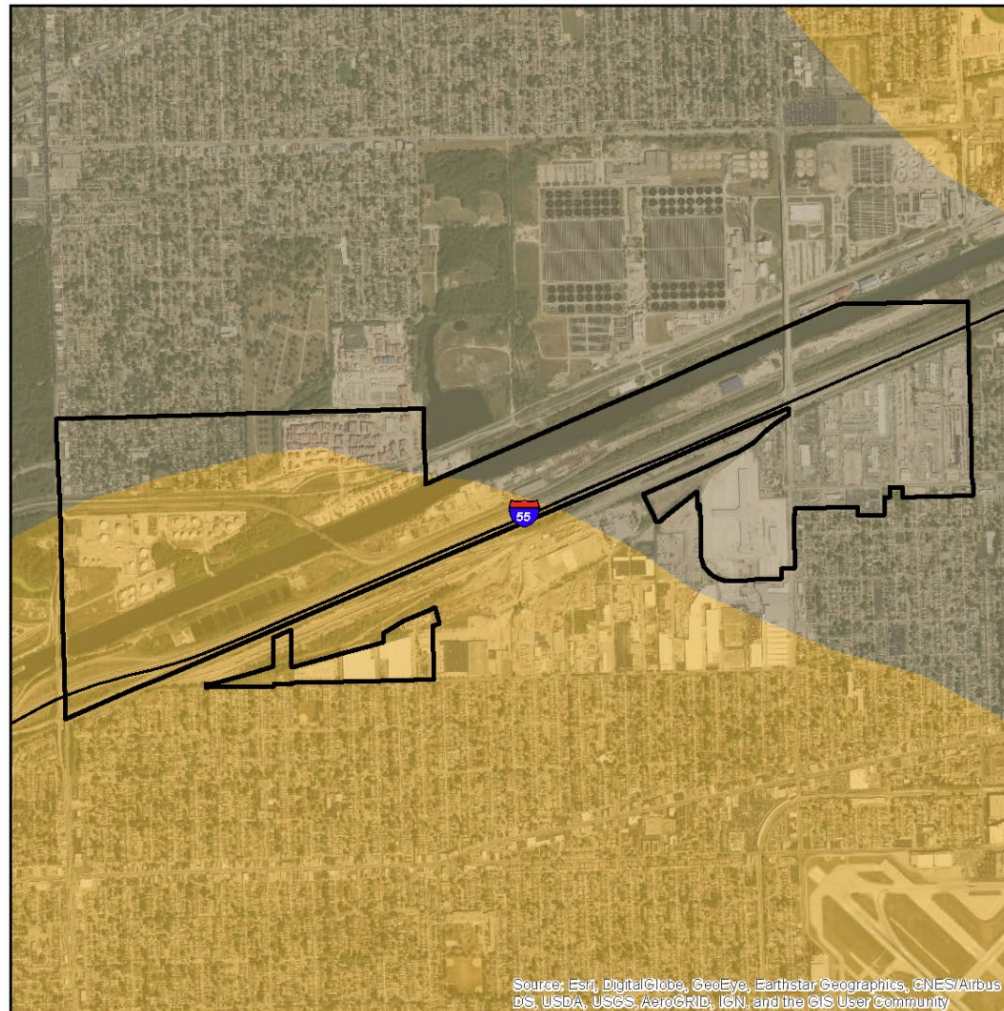 55
Source: Esri, DigitalGlobe, GeoEye, Earthstar Geographics, CNES/Airbus
DS, USDA, USGS, AeroGRID, IGN, and the GIS User Community